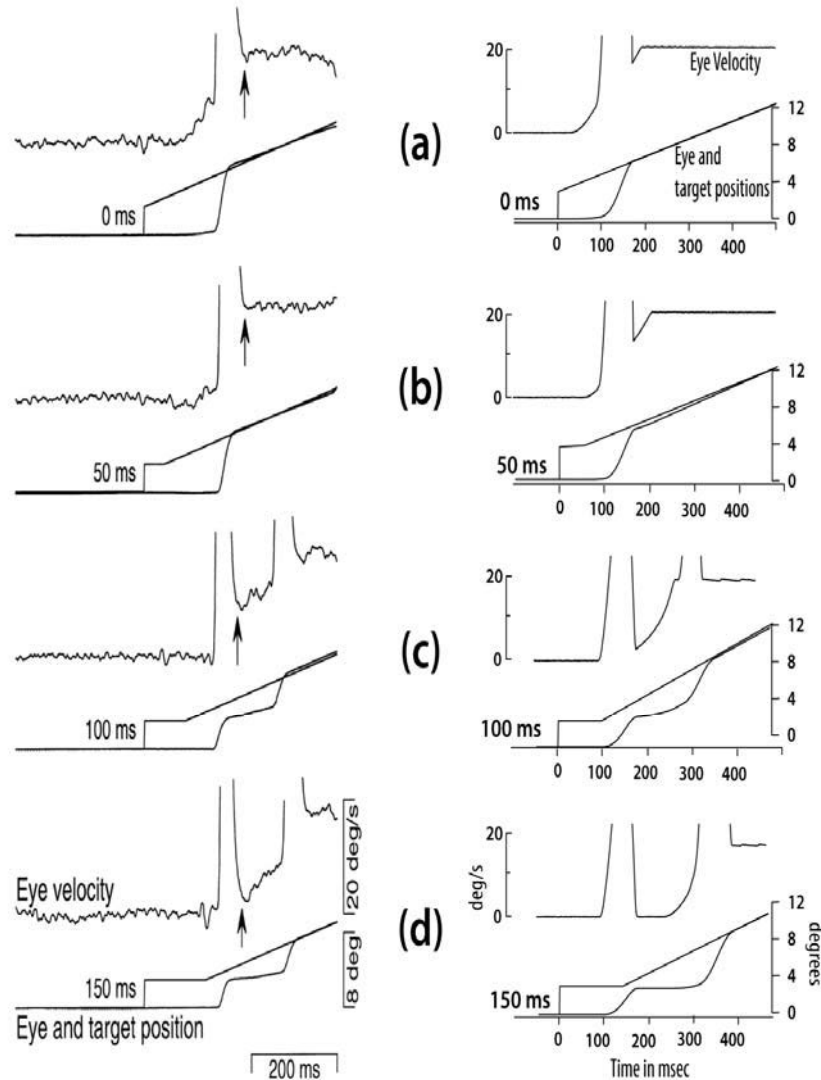 20
0
Eye Velocity
(a)
0 ms
Eye and
target positions
0 ms
12
8
4
0
0 100 200 300 400
20
0
(b)
50 ms
50 ms
12
8
4
0
0 100 200 300 400
20
0
(c)
100 ms
100 ms
12
8
4
0
0 100 200 300 400
Eye velocity
20 deg/s
(d)
20
0
deg/s
150 ms
8 deg
150 ms
12
8
4
0
degrees
Eye and target position
200 ms
0 100 200 300 400
Time in msec